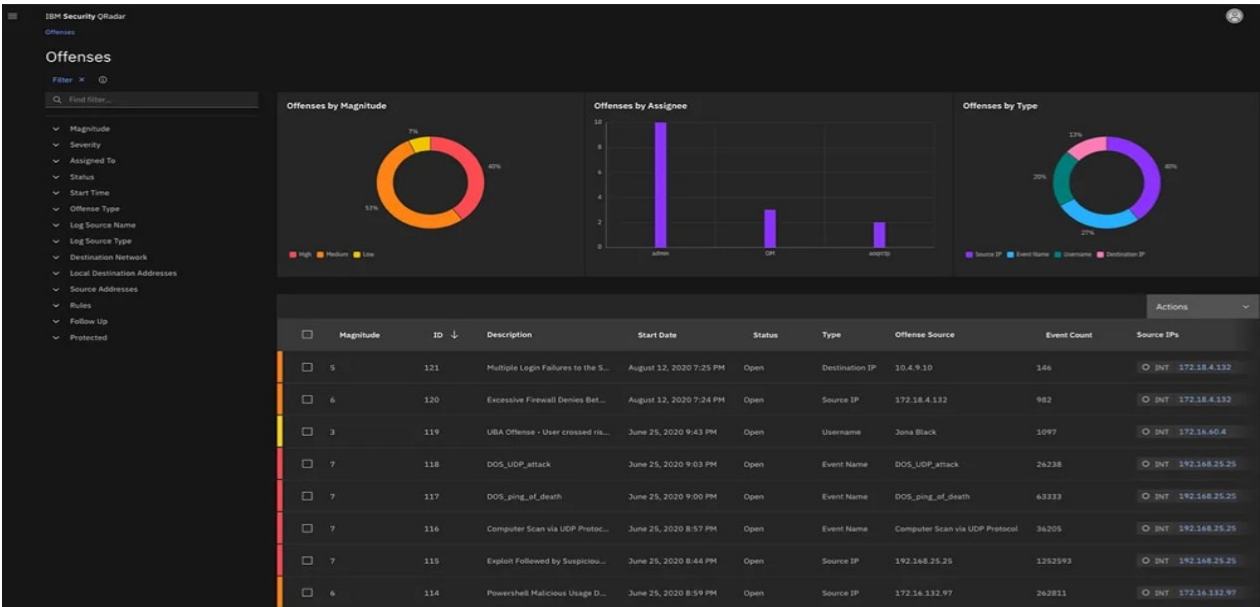 IBM Security QRadar
Offenses
Offenses
Filter ×
Find filter...
Magnitude
Severity
Assigned To
Status
Start Time
Offense Type
Log Source Name
Log Source Type
Destination Network
Local Destination Addresses
Source Addresses
Rules
Follow Up
Protected
Offenses by Magnitude
7%
40%
53%
High Medium Low
Offenses by Assignee
10
8
6
4
2
0
admin
OM
Offenses by Type
13%
40%
20%
27%
Source IP Event Name Username Destination IP
Actions
Magnitude ID Description Start Date Status Type Offense Source Event Count Source IPs
5 121 Multiple Login Failures to the S... August 12, 2020 7:25 PM Open Destination IP 10.4.9.10 146 INT 172.18.4.132
6 120 Excessive Firewall Denies Bet... August 12, 2020 7:24 PM Open Source IP 172.18.4.132 982 INT 172.18.4.132
3 119 UBA Offense - User crossed ris... June 25, 2020 9:43 PM Open Username Jona Black 1097 INT 172.16.60.4
7 118 DOS_UDP_attack June 25, 2020 9:03 PM Open Event Name DOS_UDP_attack 26238 INT 192.168.25.25
7 117 DOS_ping_of_death June 25, 2020 9:00 PM Open Event Name DOS_ping_of_death 63333 INT 192.168.25.25
7 116 Computer Scan via UDP Protoc... June 25, 2020 8:57 PM Open Event Name Computer Scan via UDP Protocol 36205 INT 192.168.25.25
7 115 Exploit Followed by Suspiciou... June 25, 2020 8:44 PM Open Source IP 192.168.25.25 1252593 INT 192.168.25.25
6 114 Powershell Malicious Usage D... June 25, 2020 8:59 PM Open Source IP 172.16.132.97 262811 INT 172.16.132.97